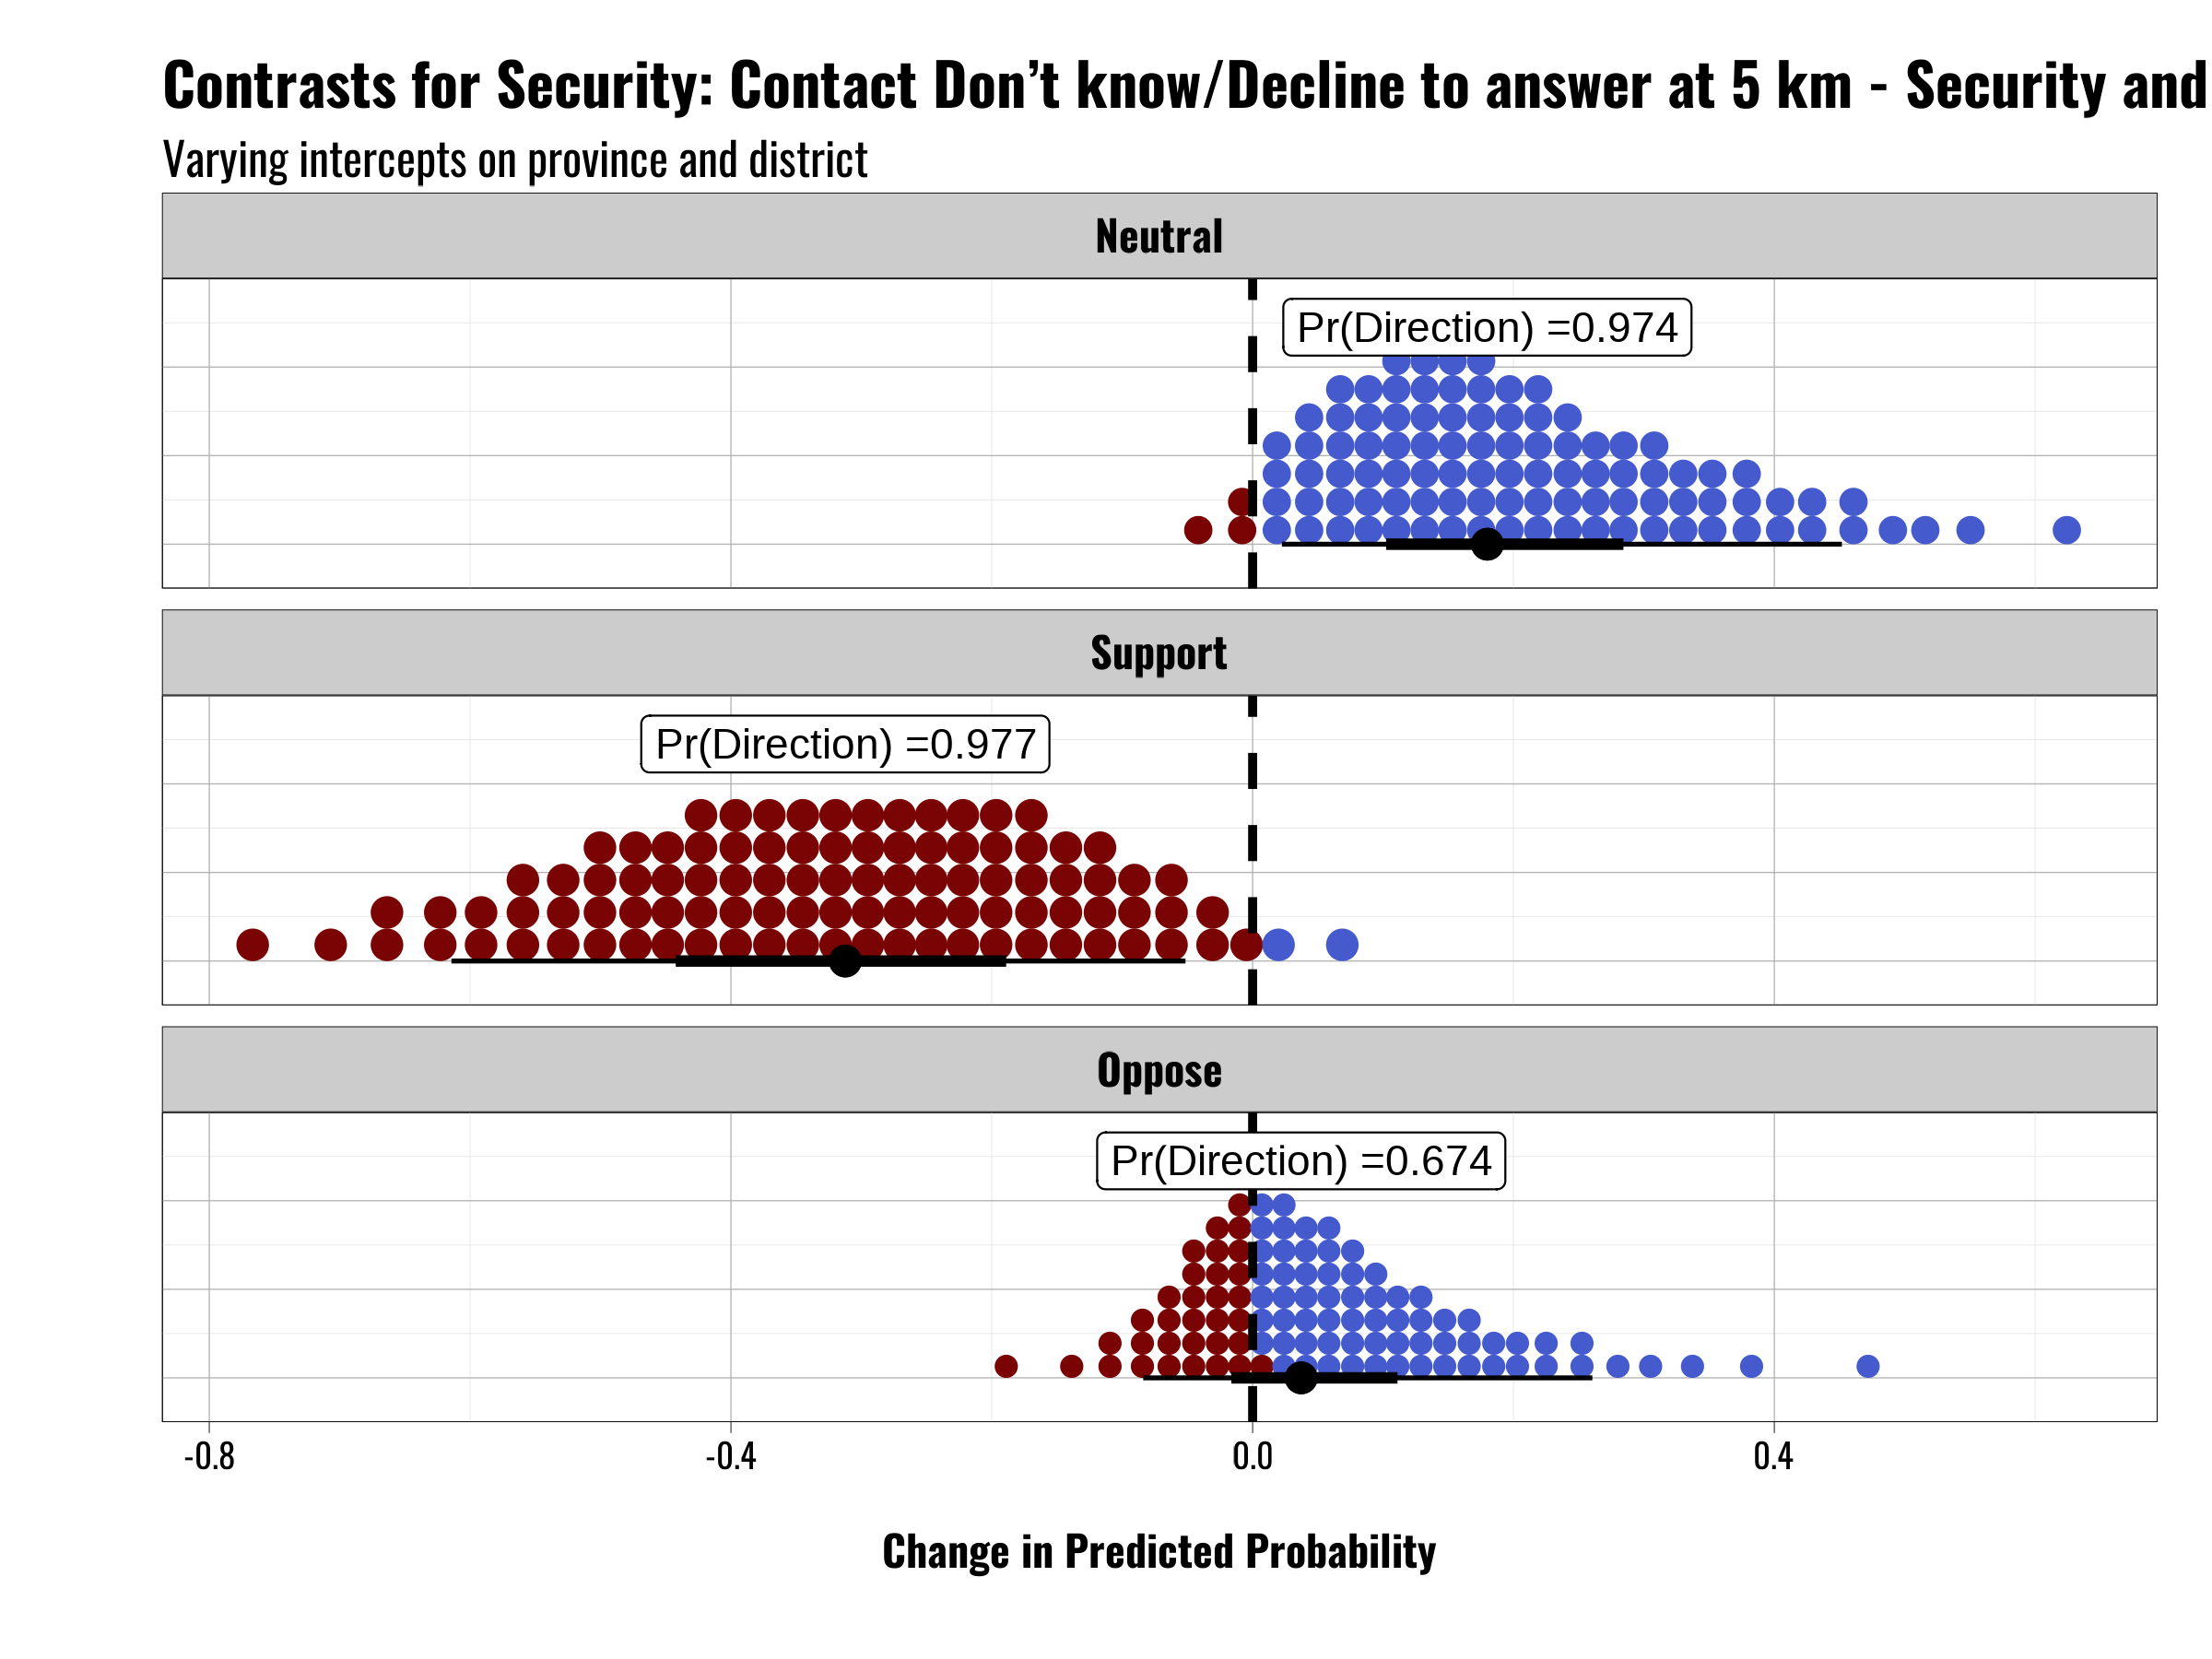 Contrasts for Security: Contact Don’t know/Decline to answer at 5 km - Security and
Varying intercepts on province and district
Neutral
Pr(Direction) =0.974
Support
Pr(Direction) =0.977
Oppose
Pr(Direction) =0.674
-0.8 -0.4 0.0 0.4
Change in Predicted Probability